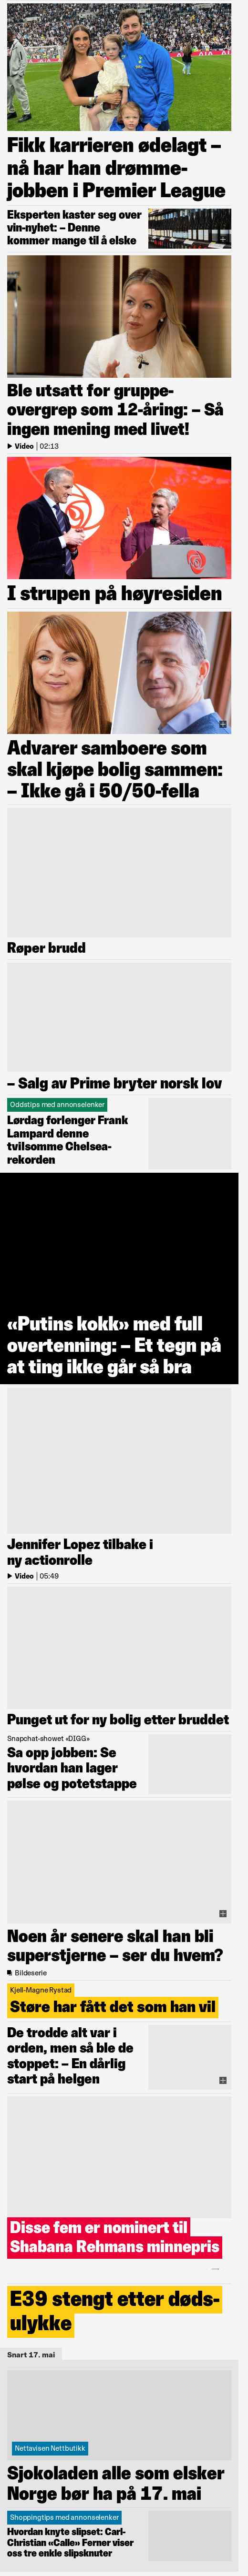 Fikk karrieren ødelagt –
nå har han drømme-
jobben i Premier League
Eksperten kaster seg over
vin-nyhet: – Denne
kommer mange til å elske
Ble utsatt for gruppe-
overgrep som 12-åring: – Så
ingen mening med livet!
Video | 02:13
I strupen på høyresiden
Advarer samboere som
skal kjøpe bolig sammen:
– Ikke gå i 50/50-fella
Røper brudd
– Salg av Prime bryter norsk lov
Oddstips med annonselenker
Lørdag forlenger Frank
Lampard denne
tvilsomme Chelsea-
rekorden
«Putins kokk» med full
overtenning: – Et tegn på
at ting ikke går så bra
Jennifer Lopez tilbake i
ny actionrolle
Video | 05:49
Punget ut for ny bolig etter bruddet
Snapchat-showet «DIGG»
Sa opp jobben: Se
hvordan han lager
pølse og potetstappe
Noen år senere skal han bli
superstjerne – ser du hvem?
Bildeserie
Kjell-Magne Rystad
Støre har fått det som han vil
De trodde alt var i
orden, men så ble de
stoppet: – En dårlig
start på helgen
Disse fem er nominert til
Shabana Rehmans minnepris
E39 stengt etter døds-
ulykke
Snart 17. mai
Nettavisen Nettbutikk
Sjokoladen alle som elsker
Norge bør ha på 17. mai
Shoppingtips med annonselenker
Hvordan knyte slipset: Carl-
Christian «Calle» Ferner viser
oss tre enkle slipsknuter